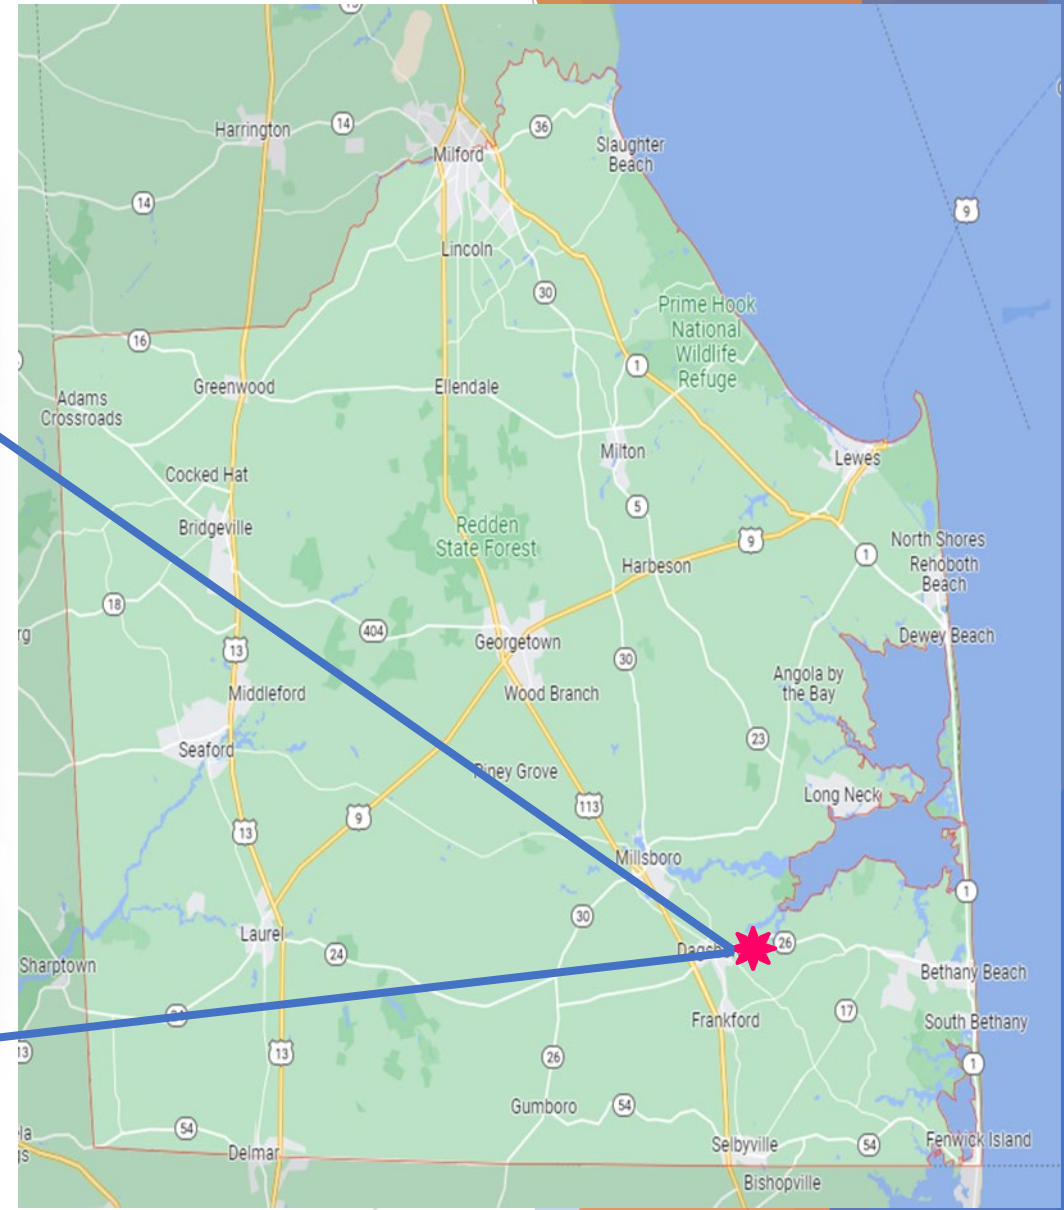 13
36
Harrington
14
Slaughter
Beach
Milford
14
9
Lincoln
30
Prime Hook
National
Wildlife
Refuge
16
1
Greenwood
Ellendale
Adams
Crossroads
Milton
Lewes
Cocked Hat
5
Bridgeville
Redden
State Forest
9
North Shores
1
Harbeson
Rehoboth
Beach
18
404
Georgetown
Dewey Beach
rg
13
30
Angola by
the Bay
Middleford
Wood Branch
23
Seaford
Piney Grove
Long Neck
113
9
13
Millsboro
1
30
Laurel
26
24
Sharptown
Bethany Beach
17
Frankford
South Bethany
13
13
26
1
Gumboro
54
54
Fenwick Island
Selbyville
54
Delmar
Bishopville